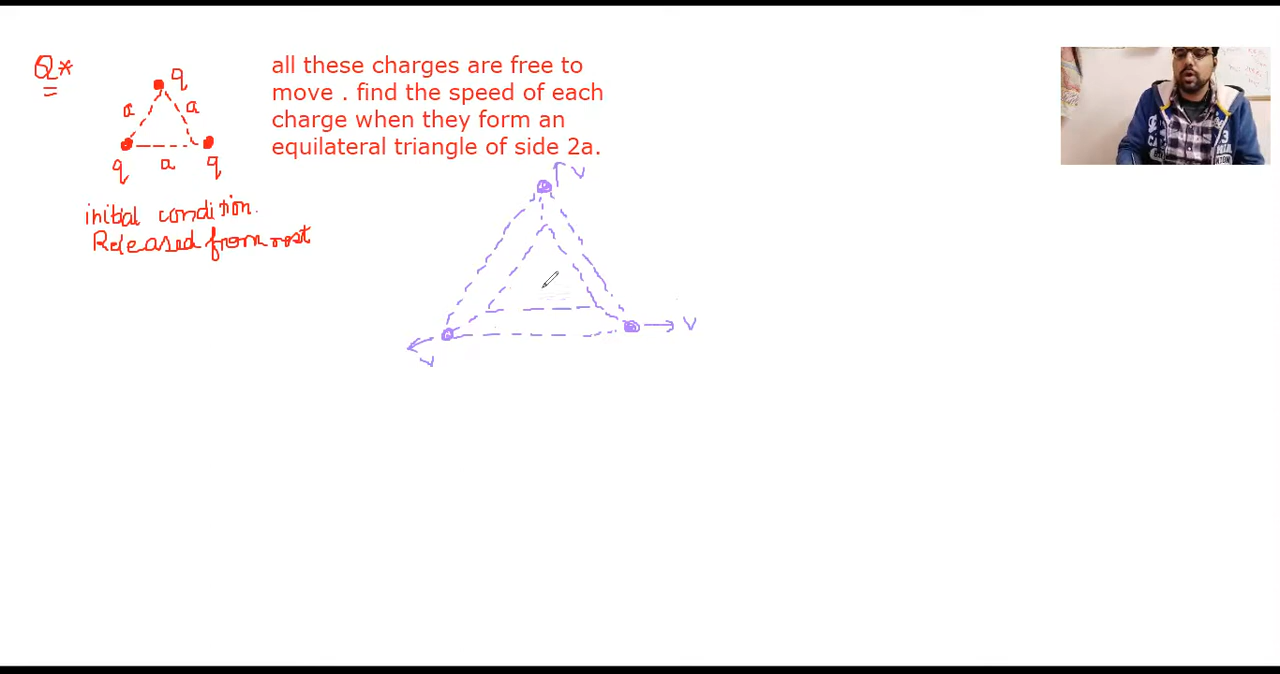 Q*
q
a
a
q
a
q
initial condition.
Released from rest
all these charges are free to
move . find the speed of each
charge when they form an
equilateral triangle of side 2a.
v
v
v